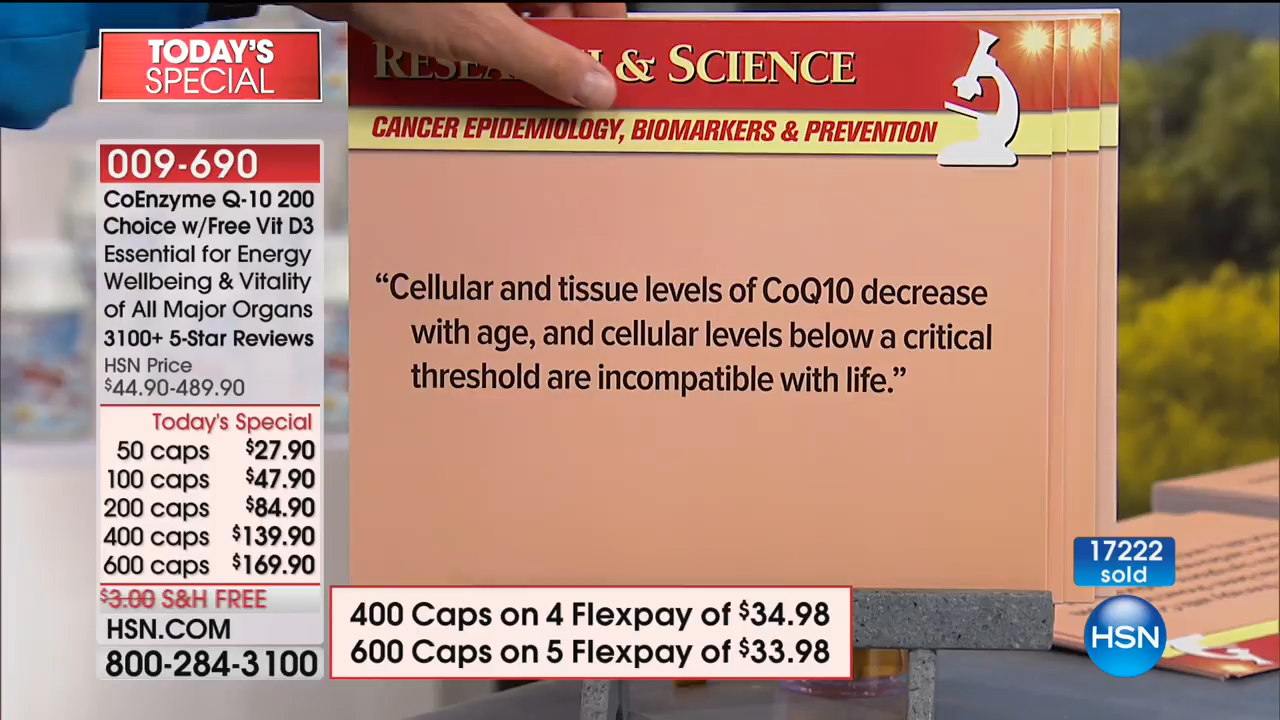 TODAY'S
SPECIAL
009-690
CoEnzyme Q-10 200
Choice w/Free Vit D3
Essential for Energy
Wellbeing & Vitality
of All Major Organs
3100+ 5-Star Reviews
HSN Price
$44.90-489.90
Today's Special
50 caps $27.90
100 caps $47.90
200 caps $84.90
400 caps $139.90
600 caps $169.90
$3.00 S&H FREE
HSN.COM
800-284-3100
& SCIENCE
CANCER EPIDEMIOLOGY, BIOMARKERS & PREVENTION
“Cellular and tissue levels of CoQ10 decrease
with age, and cellular levels below a critical
threshold are incompatible with life.”
400 Caps on 4 Flexpay of $34.98
600 Caps on 5 Flexpay of $33.98
17222
sold
HSN